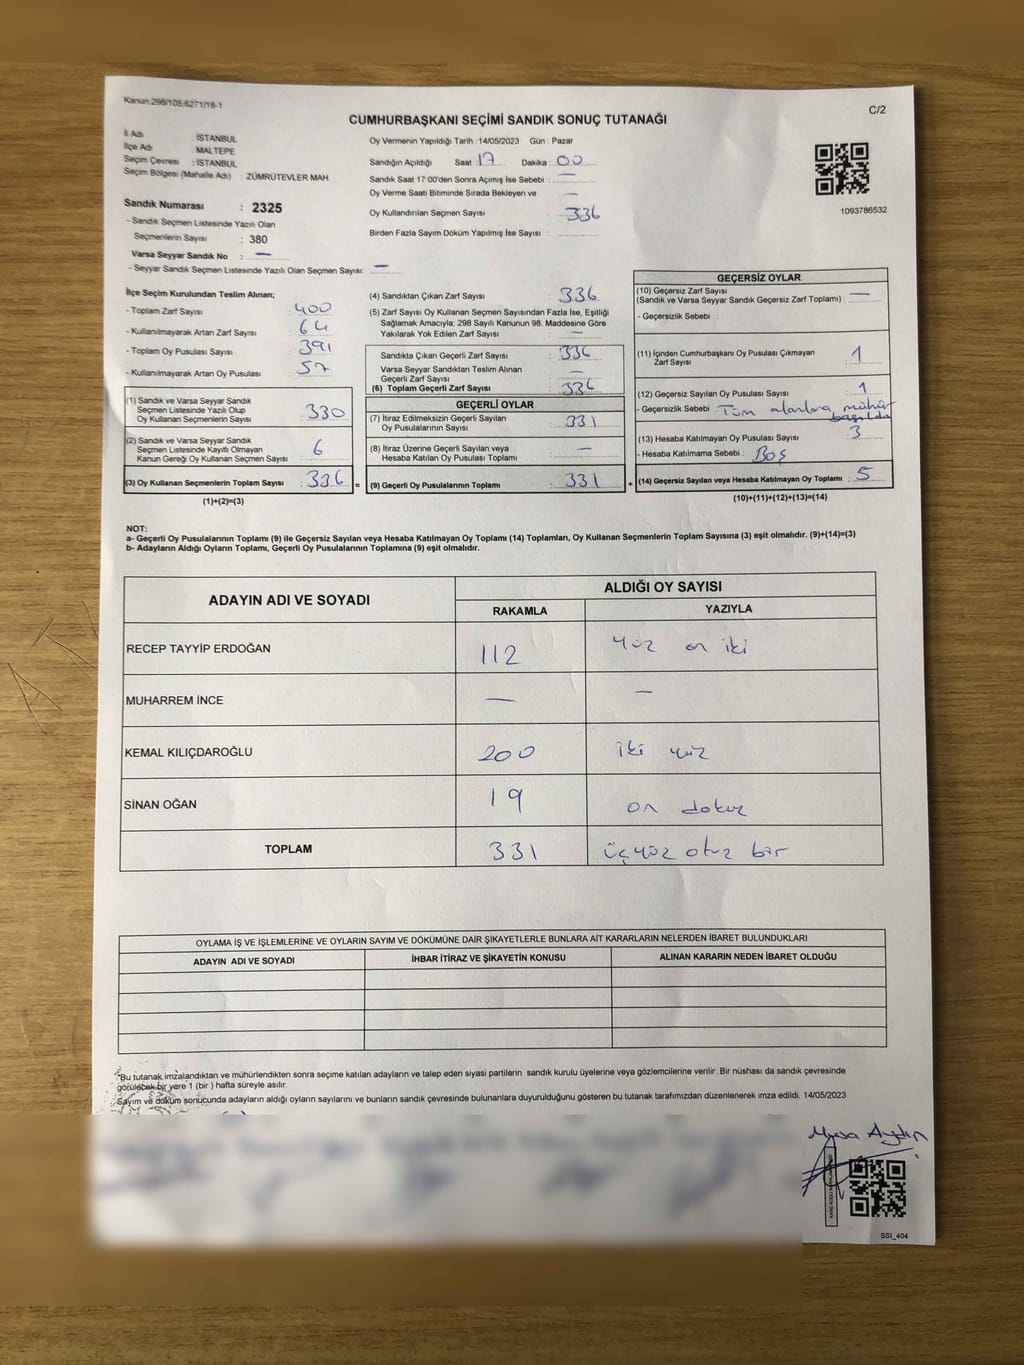 Kanun;298/105,6271/18-1
C/2
CUMHURBAŞKANI SEÇİMİ SANDIK SONUÇ TUTANAĞI
İl Adı : İSTANBUL
İlçe Adı : MALTEPE
Seçim Çevresi : İSTANBUL
Seçim Bölgesi (Mahalle Adı) : ZÜMRÜTEVLER MAH.
Sandık Numarası : 2325
- Sandık Seçmen Listesinde Yazılı Olan
Seçmenlerin Sayısı : 380
Varsa Seyyar Sandık No : —
- Seyyar Sandık Seçmen Listesinde Yazılı Olan Seçmen Sayısı: —
Oy Vermenin Yapıldığı Tarih :14/05/2023 Gün : Pazar
Sandığın Açıldığı Saat 17 Dakika : 00
Sandık Saat 17:00'den Sonra Açımış İse Sebebi : —
Oy Verme Saati Bitiminde Sırada Bekleyen ve —
Oy Kullandırılan Seçmen Sayısı : 336
Birden Fazla Sayım Döküm Yapılmış İse Sayısı :
1093786532
İlçe Seçim Kurulundan Teslim Alınan;
- Toplam Zarf Sayısı : 400
- Kullanılmayarak Artan Zarf Sayısı : 64
- Toplam Oy Pusulası Sayısı : 391
- Kullanılmayarak Artan Oy Pusulası : 57
(1) Sandık ve Varsa Seyyar Sandık
Seçmen Listesinde Yazılı Olup
Oy Kullanan Seçmenlerin Sayısı : 330
(2) Sandık ve Varsa Seyyar Sandık
Seçmen Listesinde Kayıtlı Olmayan
Kanun Gereği Oy Kullanan Seçmen Sayısı : 6
(3) Oy Kullanan Seçmenlerin Toplam Sayısı : 336 =
(1)+(2)=(3)
(4) Sandıktan Çıkan Zarf Sayısı : 336
(5) Zarf Sayısı Oy Kullanan Seçmen Sayısından Fazla İse, Eşitliği
Sağlamak Amacıyla; 298 Sayılı Kanunun 98. Maddesine Göre
Yakılarak Yok Edilen Zarf Sayısı : —
Sandıkta Çıkan Geçerli Zarf Sayısı : 336
Varsa Seyyar Sandıktan Teslim Alınan
Geçerli Zarf Sayısı : —
(6) Toplam Geçerli Zarf Sayısı : 336
GEÇERLİ OYLAR
(7) İtiraz Edilmeksizin Geçerli Sayılan
Oy Pusulalarının Sayısı : 331
(8) İtiraz Üzerine Geçerli Sayılan veya
Hesaba Katılan Oy Pusulası Toplamı : —
(9) Geçerli Oy Pusulalarının Toplamı : 331 +
GEÇERSİZ OYLAR
(10) Geçersiz Zarf Sayısı
(Sandık ve Varsa Seyyar Sandık Geçersiz Zarf Toplamı) : —
- Geçersizlik Sebebi :
(11) İçinden Cumhurbaşkanı Oy Pusulası Çıkmayan
Zarf Sayısı : 1
(12) Geçersiz Sayılan Oy Pusulası Sayısı : 1
- Geçersizlik Sebebi : Tüm alanlara mühür
basıldı
(13) Hesaba Katılmayan Oy Pusulası Sayısı : 3
- Hesaba Katılmama Sebebi : Boş
(14) Geçersiz Sayılan veya Hesaba Katılmayan Oy Toplamı : 5
(10)+(11)+(12)+(13)=(14)
NOT:
a- Geçerli Oy Pusulalarının Toplamı (9) ile Geçersiz Sayılan veya Hesaba Katılmayan Oy Toplamı (14) Toplamları, Oy Kullanan Seçmenlerin Toplam Sayısına (3) eşit olmalıdır. (9)+(14)=(3)
b- Adayların Aldığı Oyların Toplamı, Geçerli Oy Pusulalarının Toplamına (9) eşit olmalıdır.
ADAYIN ADI VE SOYADI
ALDIĞI OY SAYISI
RAKAMLA YAZIYLA
RECEP TAYYİP ERDOĞAN 112 yüz on iki
MUHARREM İNCE — —
KEMAL KILIÇDAROĞLU 200 iki yüz
SİNAN OĞAN 19 on dokuz
TOPLAM 331 üçyüz otuz bir
OYLAMA İŞ VE İŞLEMLERİNE VE OYLARIN SAYIM VE DÖKÜMÜNE DAİR ŞİKAYETLERLE BUNLARA AİT KARARLARIN NELERDEN İBARET BULUNDUKLARI
ADAYIN ADI VE SOYADI İHBAR İTİRAZ VE ŞİKAYETİN KONUSU ALINAN KARARIN NEDEN İBARET OLDUĞU
*Bu tutanak imzalandıktan ve mühürlendikten sonra seçime katılan adayların ve talep eden siyasi partilerin sandık kurulu üyelerine veya gözlemcilerine verilir. Bir nüshası da sandık çevresinde
görülecek bir yere 1 (bir ) hafta süreyle asılır.
Sayım ve döküm sonucunda adayların aldığı oyların sayılarını ve bunların sandık çevresinde bulunanlara duyurulduğunu gösteren bu tutanak tarafımızdan düzenlenerek imza edildi. 14/05/2023
Musa Aydın
SSI_404